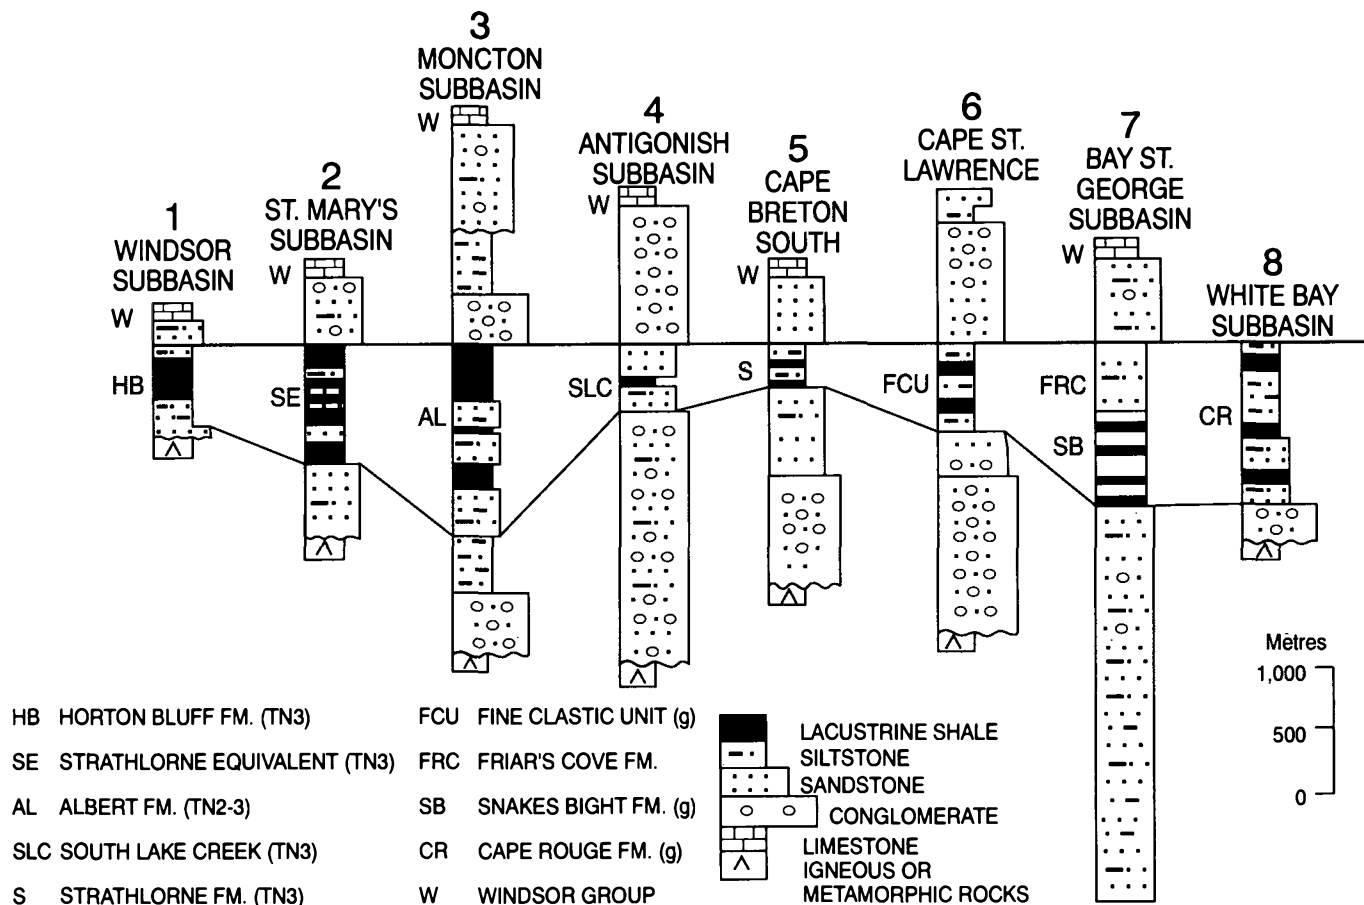 1
WINDSOR
SUBBASIN
W
HB
2
ST. MARY'S
SUBBASIN
W
SE
3
MONCTON
SUBBASIN
W
AL
4
ANTIGONISH
SUBBASIN
W
SLC
5
CAPE
BRETON
SOUTH
W
S
6
CAPE ST.
LAWRENCE
FCU
7
BAY ST.
GEORGE
SUBBASIN
W
FRC
SB
8
WHITE BAY
SUBBASIN
CR
Metres
1,000
500
0
HB HORTON BLUFF FM. (TN3)
SE STRATHLORNE EQUIVALENT (TN3)
AL ALBERT FM. (TN2-3)
SLC SOUTH LAKE CREEK (TN3)
S STRATHLORNE FM. (TN3)
FCU FINE CLASTIC UNIT (g)
FRC FRIAR'S COVE FM.
SB SNAKES BIGHT FM. (g)
CR CAPE ROUGE FM. (g)
W WINDSOR GROUP
LACUSTRINE SHALE
SILTSTONE
SANDSTONE
CONGLOMERATE
LIMESTONE
IGNEOUS OR
METAMORPHIC ROCKS